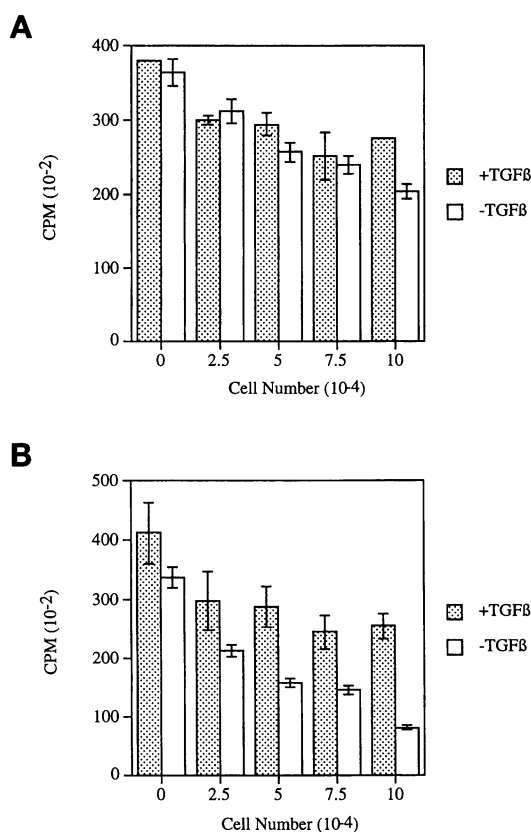 A
400
300
200
100
0
CPM (10-2)
0 2.5 5 7.5 10
Cell Number (10-4)
+TGFß
-TGFß
B
500
400
300
200
100
0
CPM (10-2)
0 2.5 5 7.5 10
Cell Number (10-4)
+TGFß
-TGFß